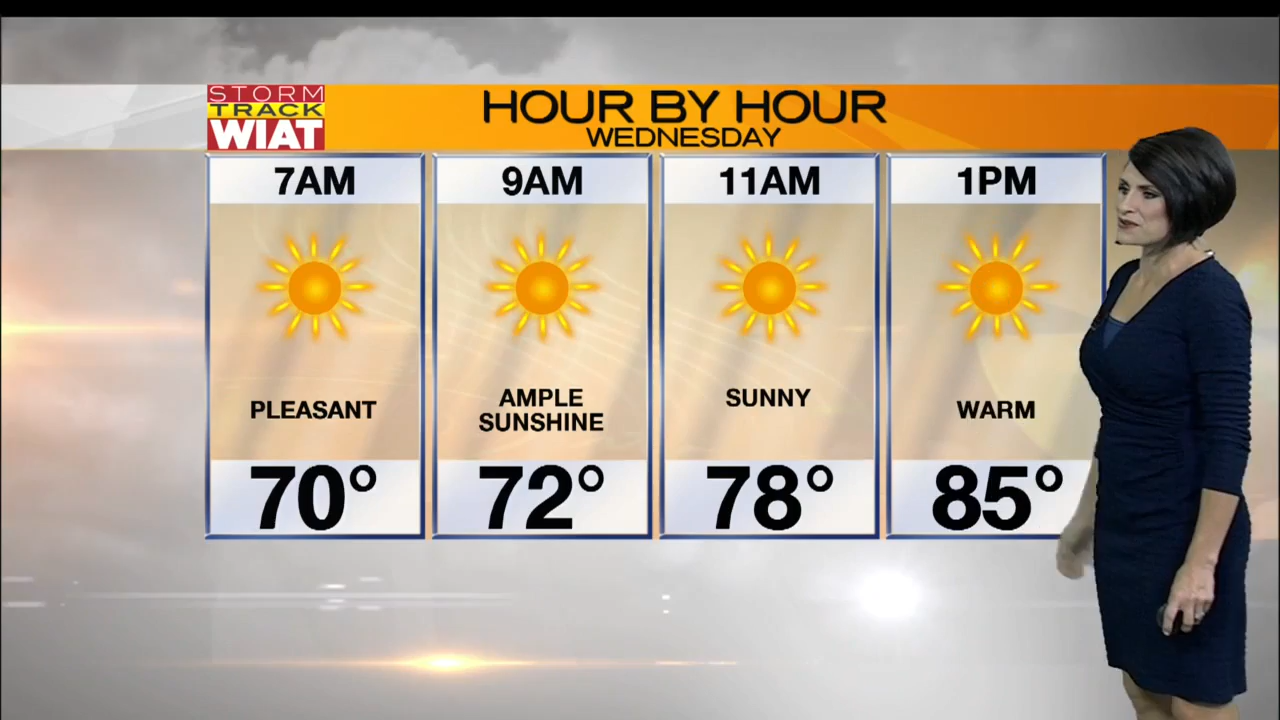 STORM
TRACK
WIAT
HOUR BY HOUR
WEDNESDAY
7AM
9AM
11AM
1PM
PLEASANT
AMPLE
SUNSHINE
SUNNY
WARM
70°
72°
78°
85°